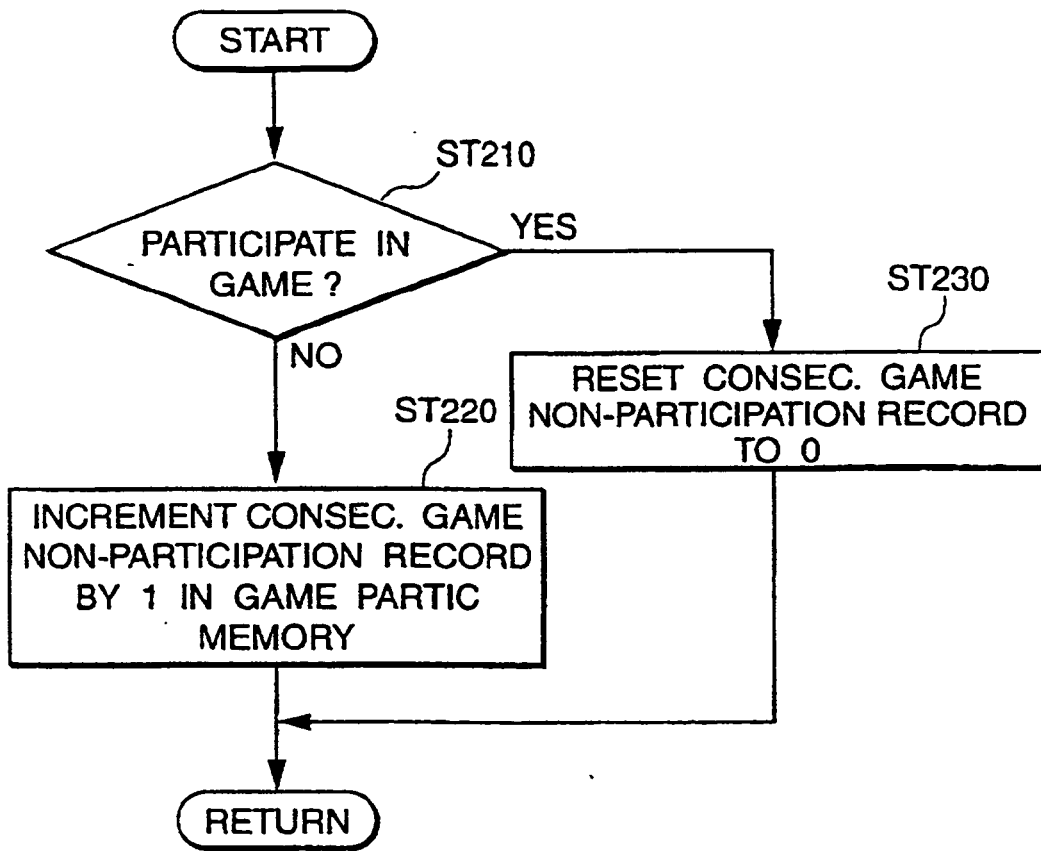 START
ST210
PARTICIPATE IN
GAME ?
YES
NO
ST230
RESET CONSEC. GAME
NON-PARTICIPATION RECORD
TO 0
ST220
INCREMENT CONSEC. GAME
NON-PARTICIPATION RECORD
BY 1 IN GAME PARTIC
MEMORY
RETURN